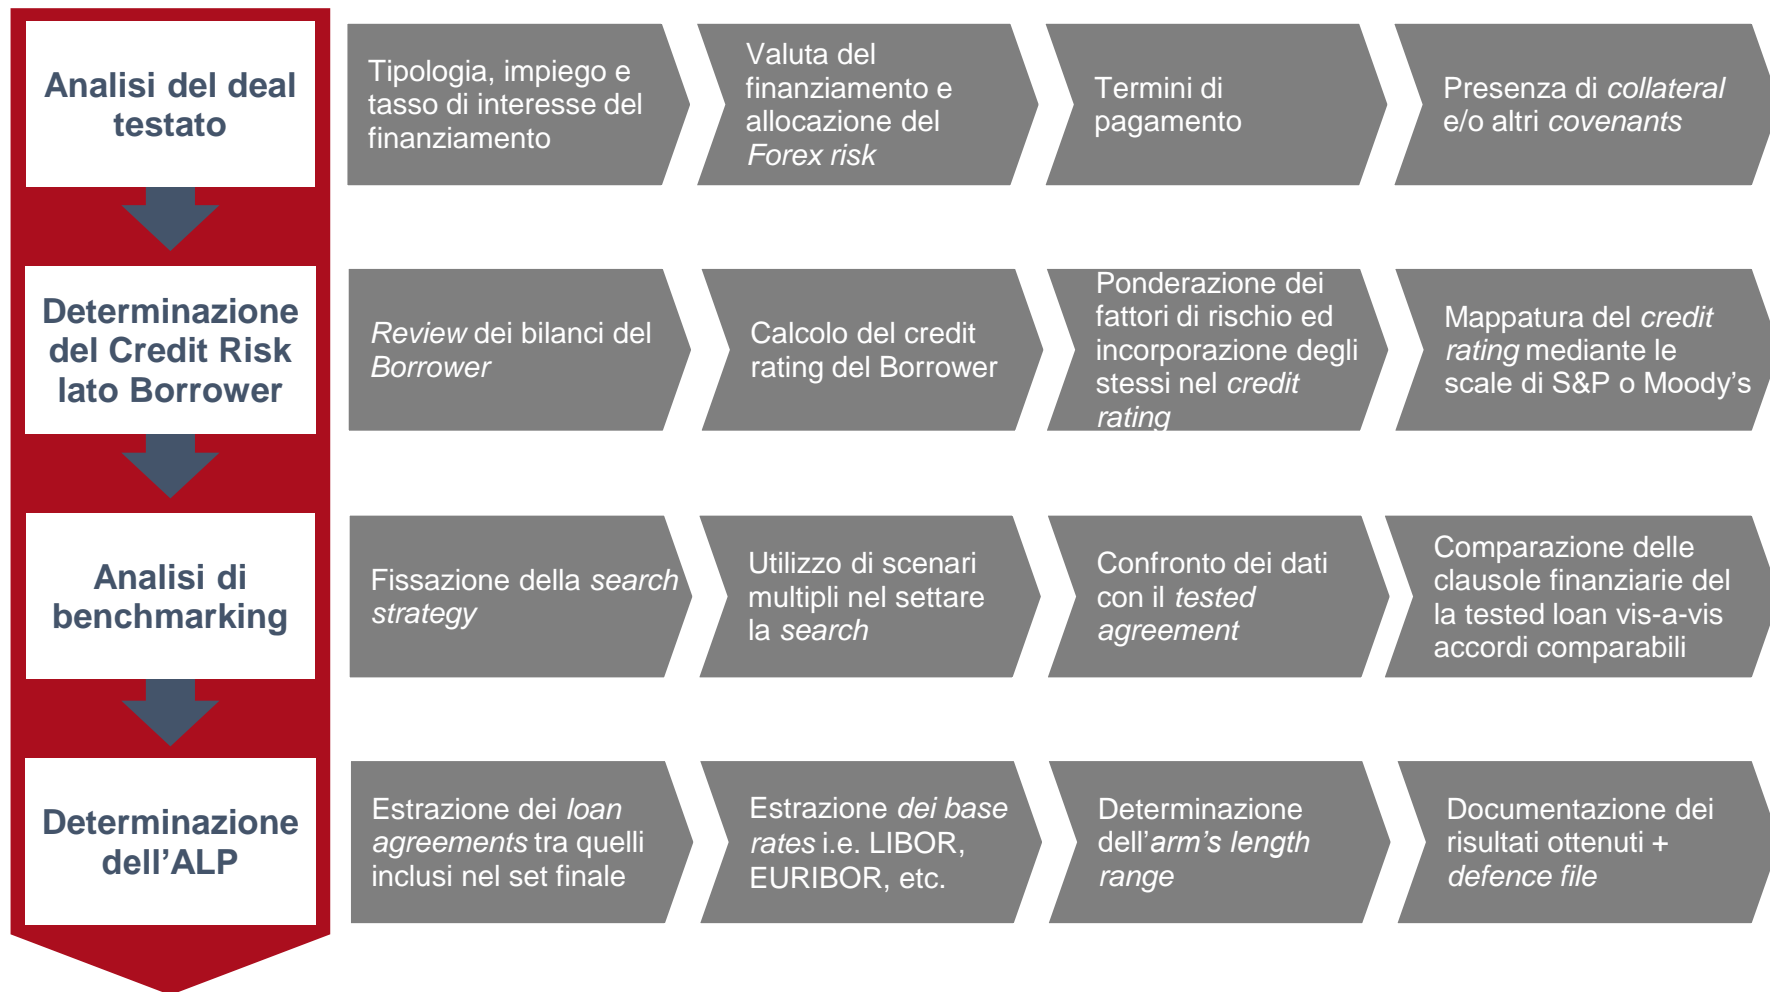 Analisi del deal
testato
Tipologia, impiego e
tasso di interesse del
finanziamento
Valuta del
finanziamento e
allocazione del
Forex risk
Termini di
pagamento
Presenza di collateral
e/o altri covenants
Determinazione
del Credit Risk
lato Borrower
Review dei bilanci del
Borrower
Calcolo del credit
rating del Borrower
Ponderazione dei
fattori di rischio ed
incorporazione degli
stessi nel credit
rating
Mappatura del credit
rating mediante le
scale di S&P o Moody’s
Analisi di
benchmarking
Fissazione della search
strategy
Utilizzo di scenari
multipli nel settare
la search
Confronto dei dati
con il tested
agreement
Comparazione delle
clausole finanziarie del
la tested loan vis-a-vis
accordi comparabili
Determinazione
dell’ALP
Estrazione dei loan
agreements tra quelli
inclusi nel set finale
Estrazione dei base
rates i.e. LIBOR,
EURIBOR, etc.
Determinazione
dell’arm’s length
range
Documentazione dei
risultati ottenuti +
defence file